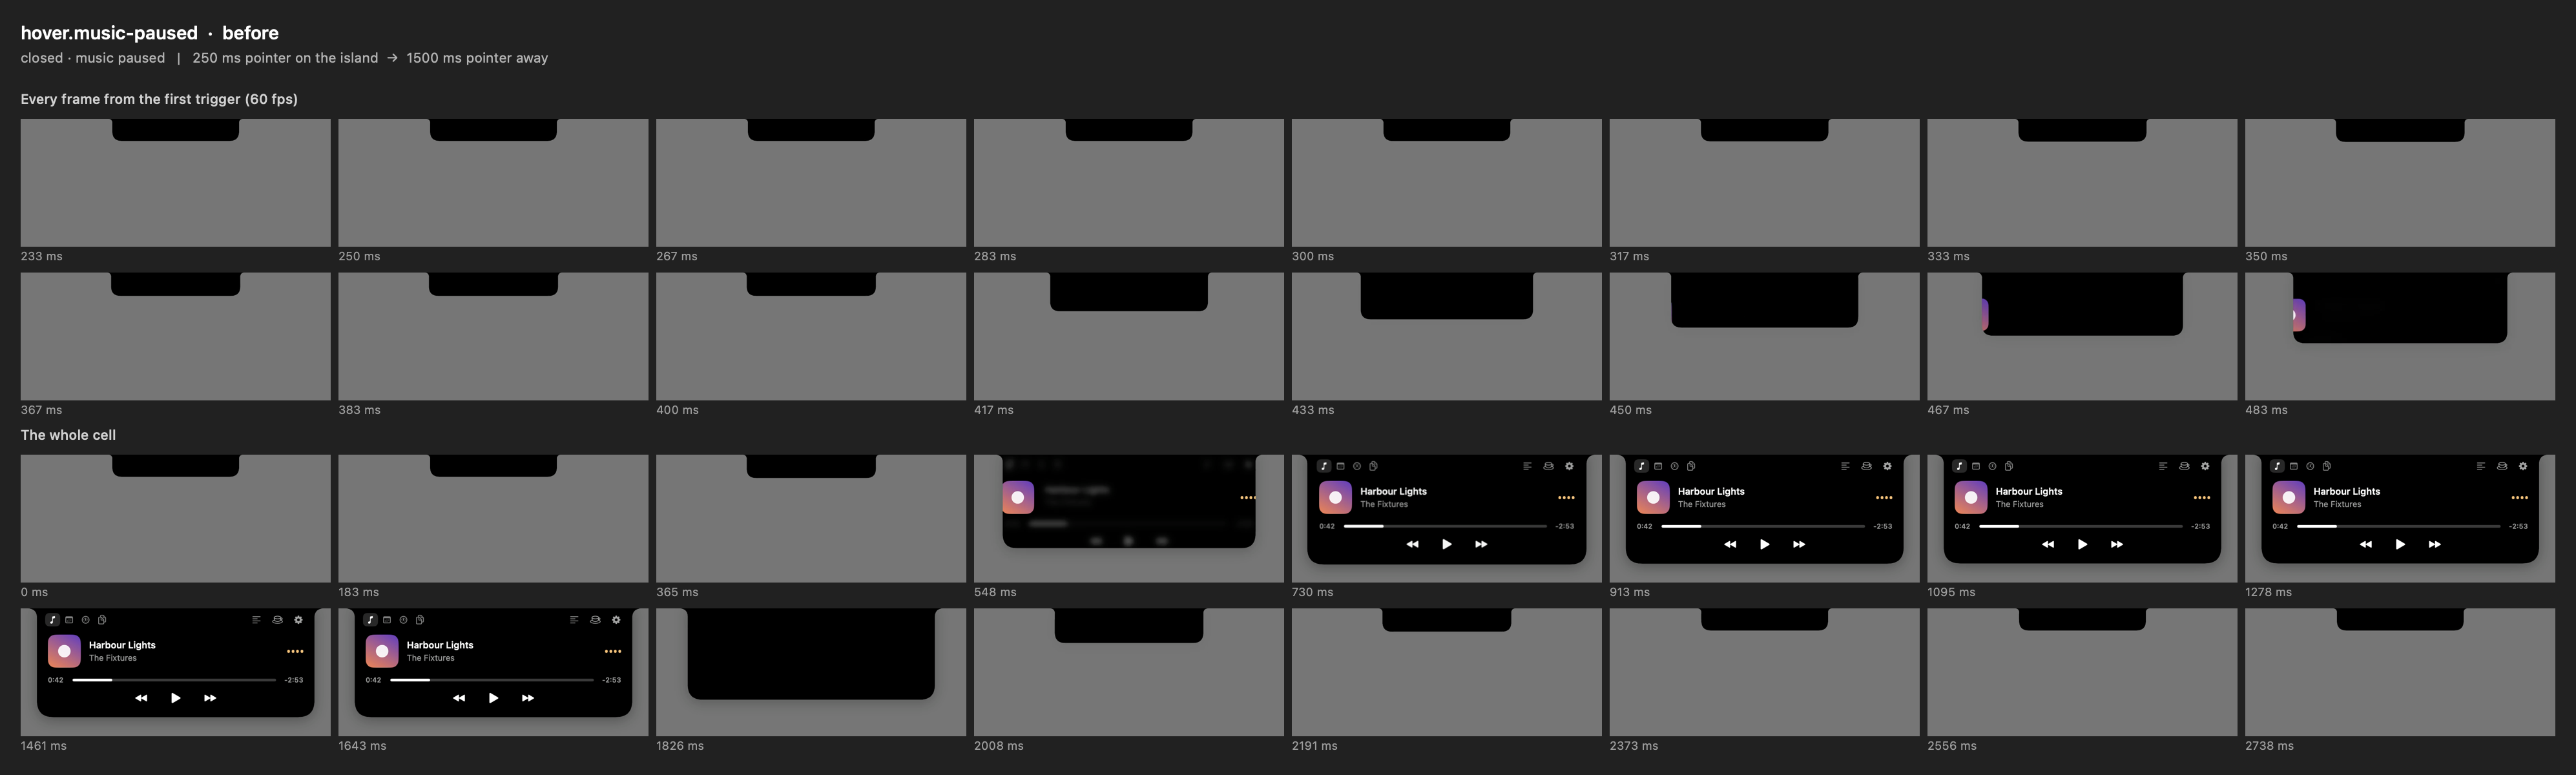 hover.music-paused · before
closed · music paused | 250 ms pointer on the island → 1500 ms pointer away
Every frame from the first trigger (60 fps)
233 ms 250 ms 267 ms 283 ms 300 ms 317 ms 333 ms 350 ms
367 ms 383 ms 400 ms 417 ms 433 ms 450 ms 467 ms 483 ms
The whole cell
Harbour Lights Harbour Lights Harbour Lights Harbour Lights Harbour Lights
The Fixtures The Fixtures The Fixtures The Fixtures
0:42 -2:53 0:42 -2:53 0:42 -2:53 0:42 -2:53
0 ms 183 ms 365 ms 548 ms 730 ms 913 ms 1095 ms 1278 ms
Harbour Lights Harbour Lights
The Fixtures The Fixtures
0:42 -2:53 0:42 -2:53
1461 ms 1643 ms 1826 ms 2008 ms 2191 ms 2373 ms 2556 ms 2738 ms